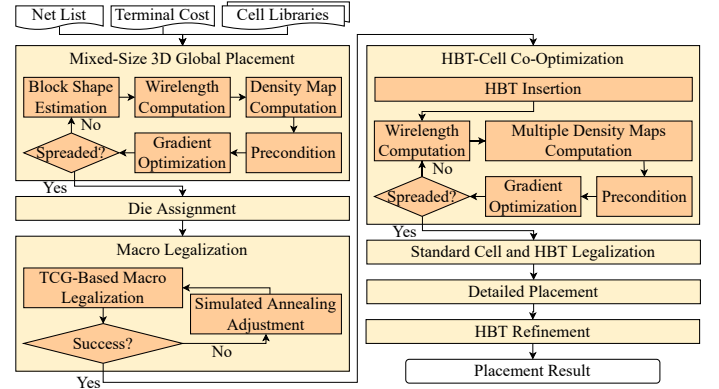 Net List
Terminal Cost
Cell Libraries
Mixed-Size 3D Global Placement
Block Shape
Estimation
Wirelength
Computation
Density Map
Computation
No
Spreaded?
Gradient
Optimization
Precondition
Yes
Die Assignment
Macro Legalization
TCG-Based Macro
Legalization
Simulated Annealing
Adjustment
Success?
No
Yes
HBT-Cell Co-Optimization
HBT Insertion
Wirelength
Computation
Multiple Density Maps
Computation
No
Spreaded?
Gradient
Optimization
Precondition
Yes
Standard Cell and HBT Legalization
Detailed Placement
HBT Refinement
Placement Result